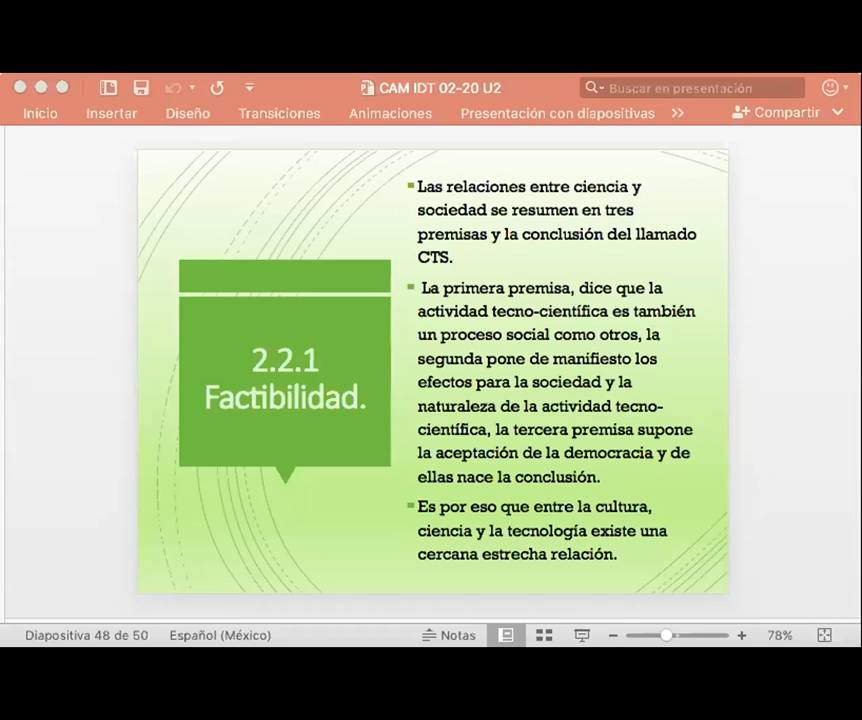 CAM IDT 02-20 U2
Buscar en presentación
Inicio
Insertar
Diseño
Transiciones
Animaciones
Presentación con diapositivas
Compartir
2.2.1
Factibilidad.
Las relaciones entre ciencia y
sociedad se resumen en tres
premisas y la conclusión del llamado
CTS.
La primera premisa, dice que la
actividad tecno-científica es también
un proceso social como otros, la
segunda pone de manifiesto los
efectos para la sociedad y la
naturaleza de la actividad tecno-
científica, la tercera premisa supone
la aceptación de la democracia y de
ellas nace la conclusión.
Es por eso que entre la cultura,
ciencia y la tecnología existe una
cercana estrecha relación.
Diapositiva 48 de 50
Español (México)
Notas
78%